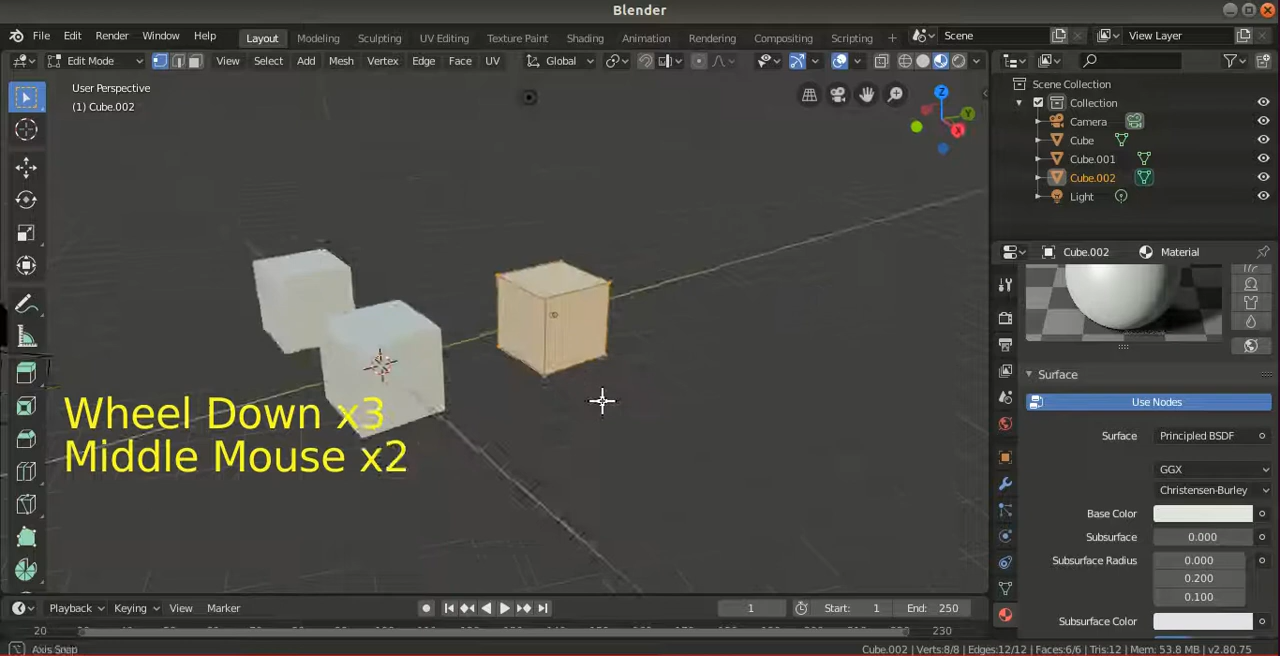 Blender
File Edit Render Window Help Layout Modeling Sculpting UV Editing Texture Paint Shading Animation Rendering Compositing Scripting + Scene View Layer
Edit Mode View Select Add Mesh Vertex Edge Face UV Global
User Perspective
(1) Cube.002
Z
Y
X
Scene Collection
Collection
Camera
Cube
Cube.001
Cube.002
Light
Cube.002 Material
Surface
Use Nodes
Surface Principled BSDF
GGX
Christensen-Burley
Base Color
Subsurface 0.000
Subsurface Radius 0.000
0.200
0.100
Subsurface Color
Wheel Down x3
Middle Mouse x2
Playback Keying View Marker 1 Start: 1 End: 250
20 230
Axis Snap Cube.002 | Verts:8/8 | Edges:12/12 | Faces:6/6 | Tris:12 | Mem: 53.8 MB | v2.80.75